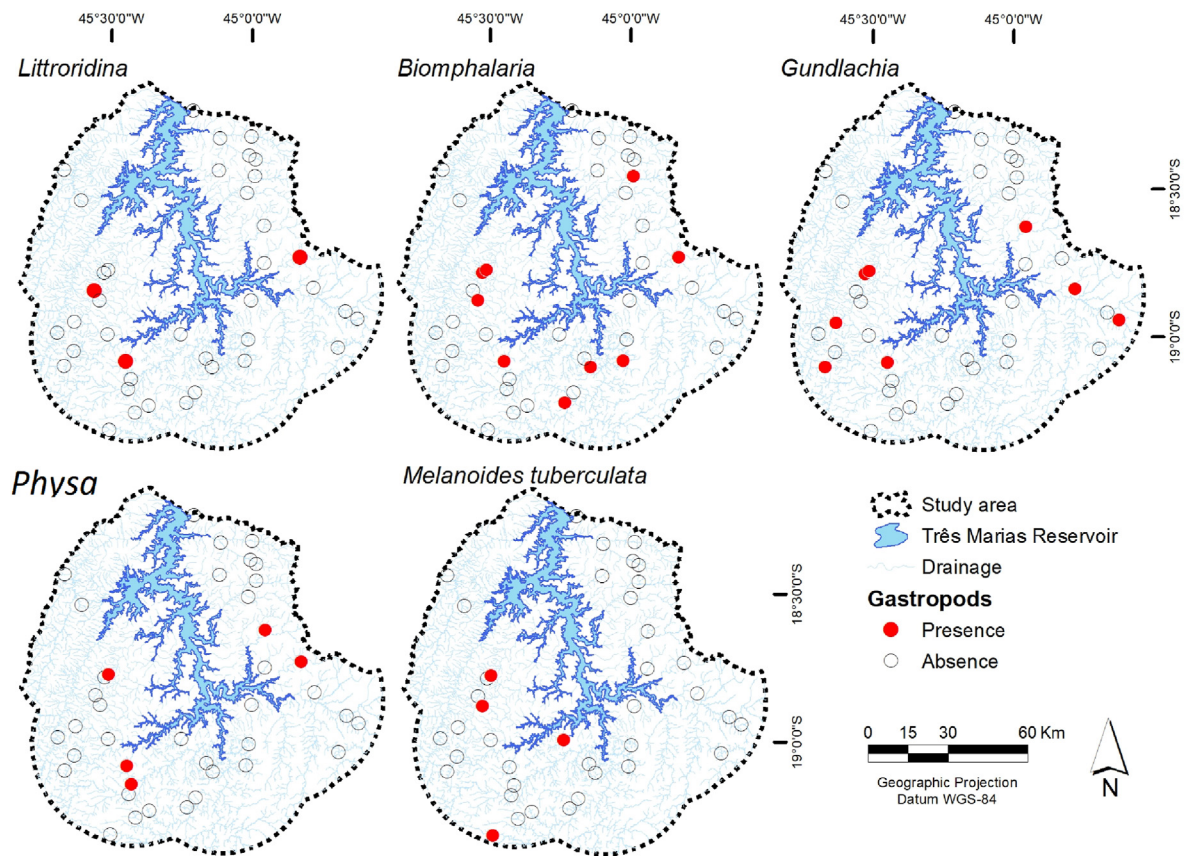 45°30'0"W 45°0'0"W 45°30'0"W 45°0'0"W 45°30'0"W 45°0'0"W
Littroridina
Biomphalaria
Gundlachia
18°30'0"S
19°0'0"S
Physa
Melanoides tuberculata
18°30'0"S
19°0'0"S
Study area
Três Marias Reservoir
Drainage
Gastropods
Presence
Absence
0 15 30 60 Km
Geographic Projection
Datum WGS-84
N